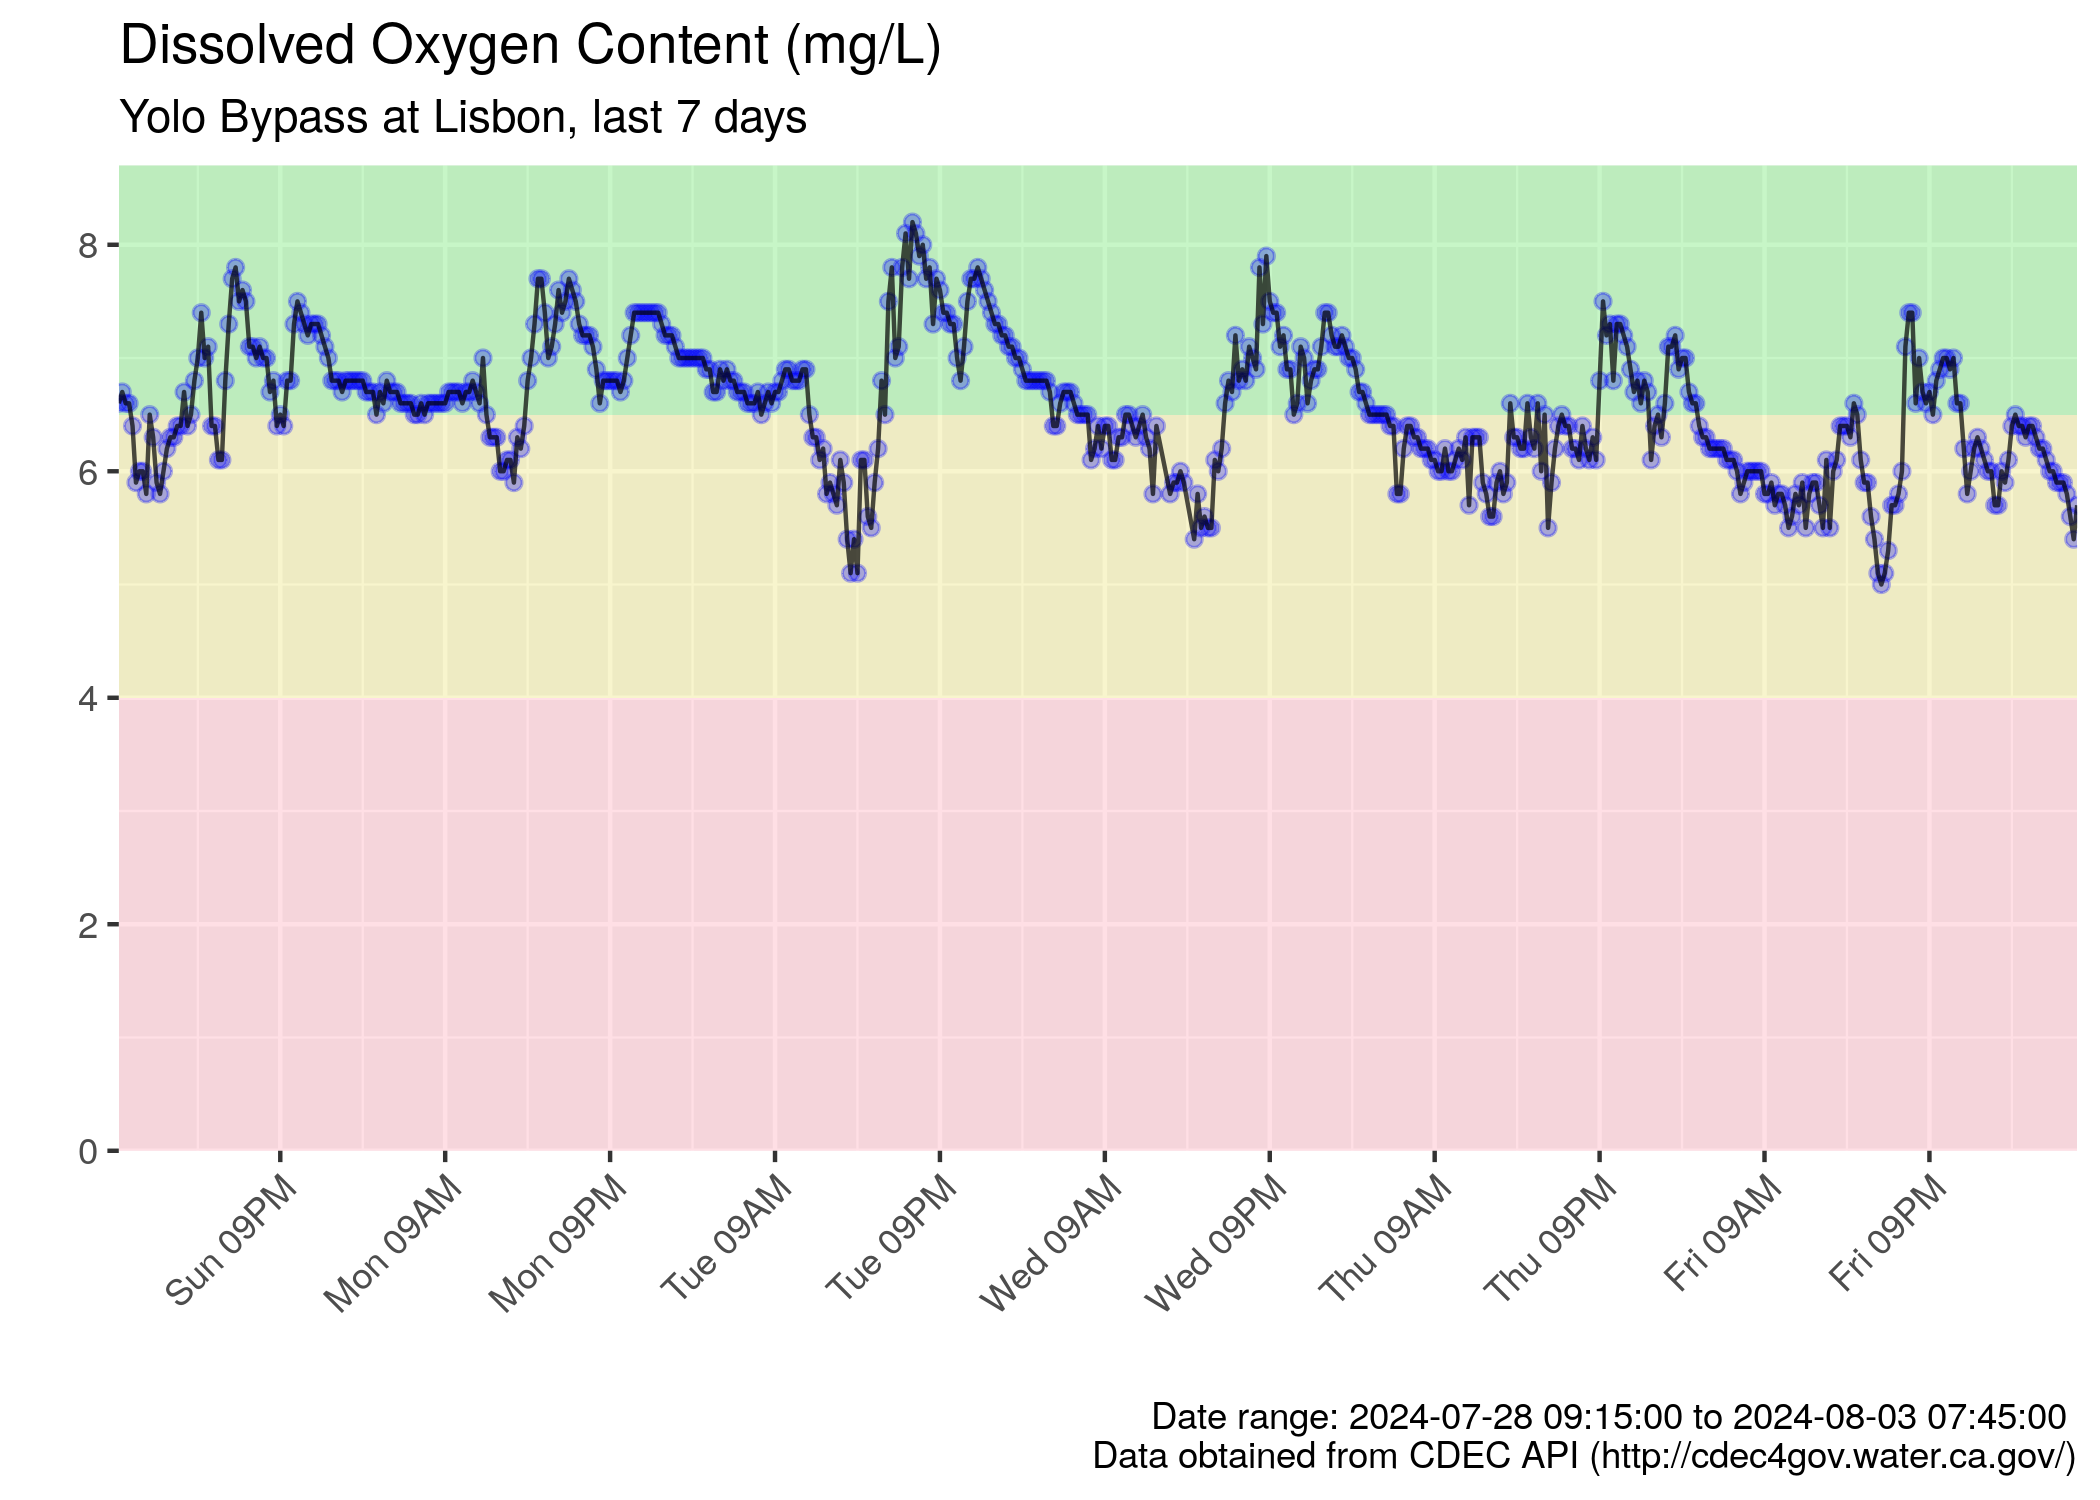 Dissolved Oxygen Content (mg/L)
Yolo Bypass at Lisbon, last 7 days
8
6
4
2
0
Sun 09PM
Mon 09AM
Mon 09PM
Tue 09AM
Tue 09PM
Wed 09AM
Wed 09PM
Thu 09AM
Thu 09PM
Fri 09AM
Fri 09PM
Date range: 2024-07-28 09:15:00 to 2024-08-03 07:45:00
Data obtained from CDEC API (http://cdec4gov.water.ca.gov/)